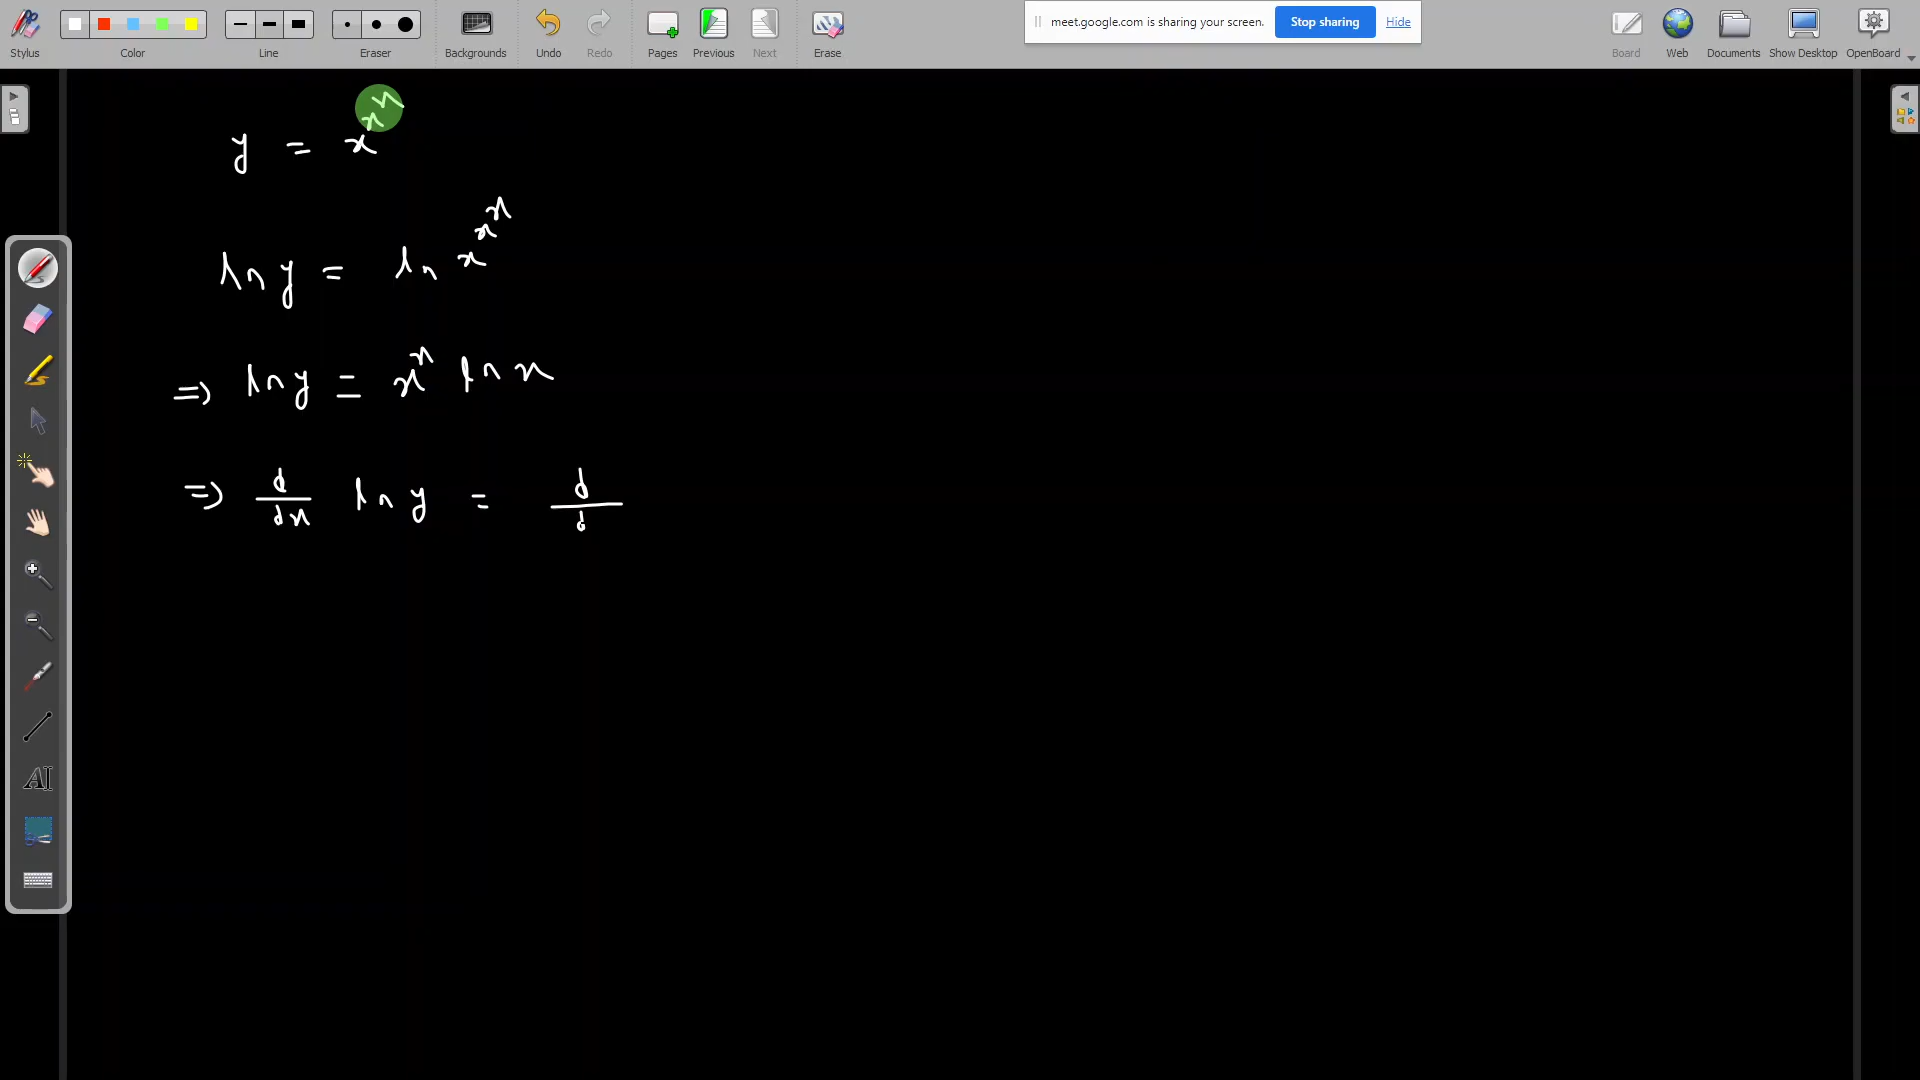 meet.google.com is sharing your screen. Stop sharing Hide
Stylus Color Line Eraser Backgrounds Undo Redo Pages Previous Next Erase Board Web Documents Show Desktop OpenBoard
y = x^{x^x}
ln y = ln x^{x^x}
=> ln y = x^x ln x
=> d/dx ln y = d/d
AI